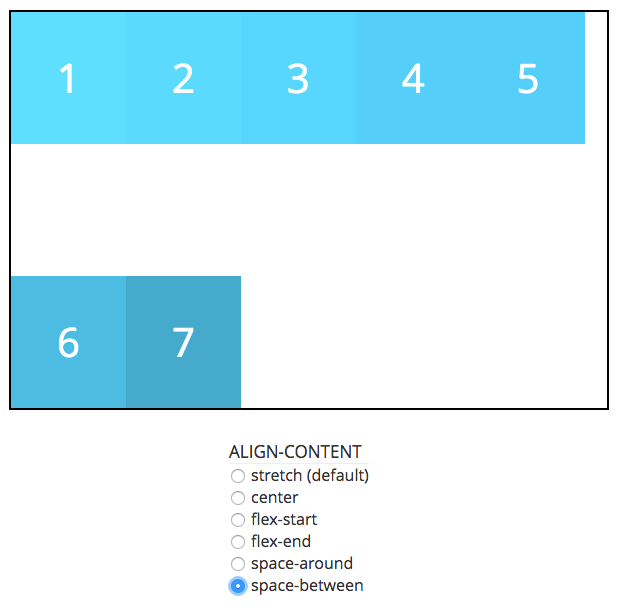 1 2 3 4 5
6 7
ALIGN-CONTENT
stretch (default)
center
flex-start
flex-end
space-around
space-between